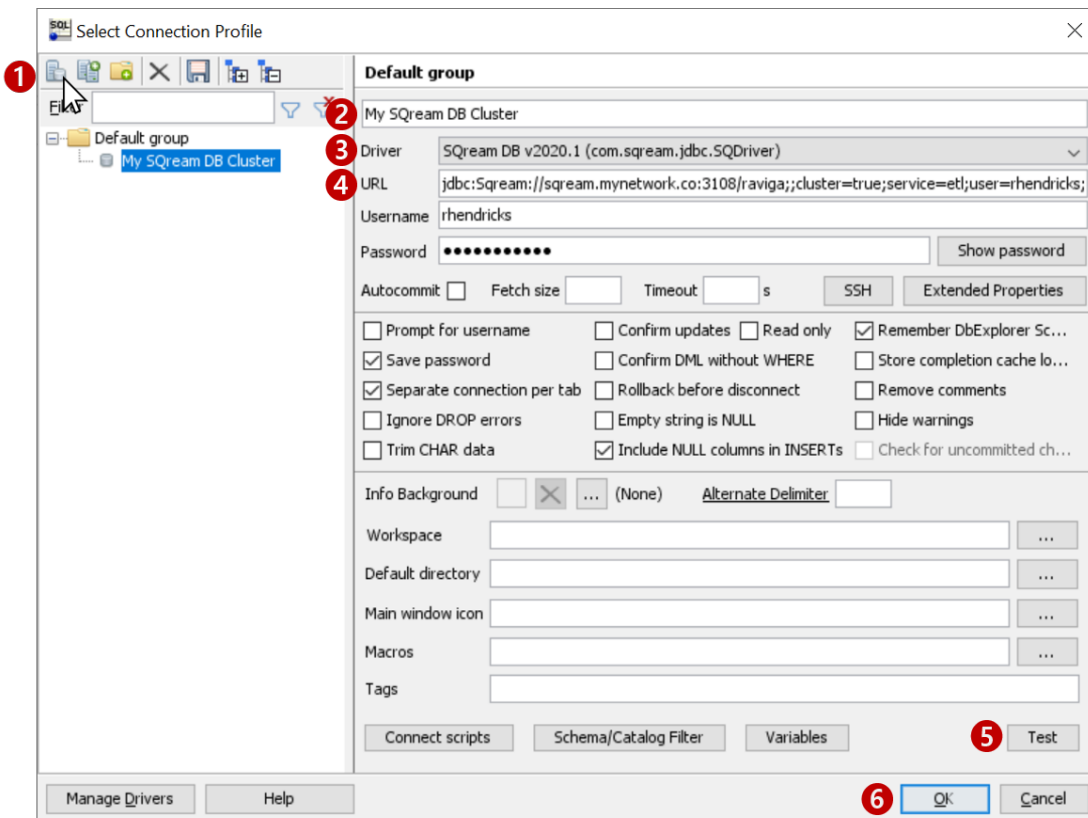 SQL Select Connection Profile
1
Default group
2 My SQream DB Cluster
Default group
My SQream DB Cluster
3 Driver SQream DB v2020.1 (com.sqream.jdbc.SQDriver)
4 URL jdbc:Sqream://sqream.mynetwork.co:3108/raviga;;cluster=true;service=etl;user=rhendricks;
Username rhendricks
Password Show password
Autocommit Fetch size Timeout s SSH Extended Properties
Prompt for username Confirm updates Read only Remember DbExplorer Sc...
Save password Confirm DML without WHERE Store completion cache lo...
Separate connection per tab Rollback before disconnect Remove comments
Ignore DROP errors Empty string is NULL Hide warnings
Trim CHAR data Include NULL columns in INSERTs Check for uncommitted ch...
Info Background ... (None) Alternate Delimiter
Workspace ...
Default directory ...
Main window icon ...
Macros ...
Tags
Connect scripts Schema/Catalog Filter Variables 5 Test
Manage Drivers Help 6 OK Cancel